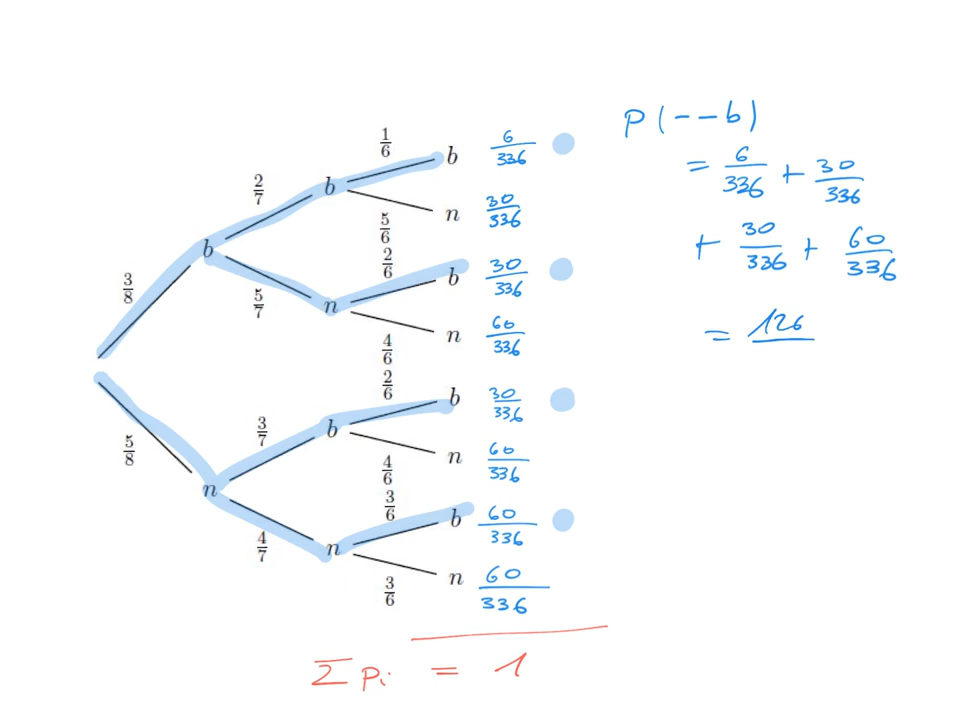 1/6 b 6/336 P(--b)
2/7 b = 6/336 + 30/336
n 30/336
5/6
b 2/6 + 30/336 + 60/336
3/8 b 30/336
5/7 n
n 60/336 = 126
4/6
2/6
b 30/336
3/7 b
5/8 n 60/336
4/6
n 3/6
b 60/336
4/7 n
n 60/336
3/6
Σ pi = 1